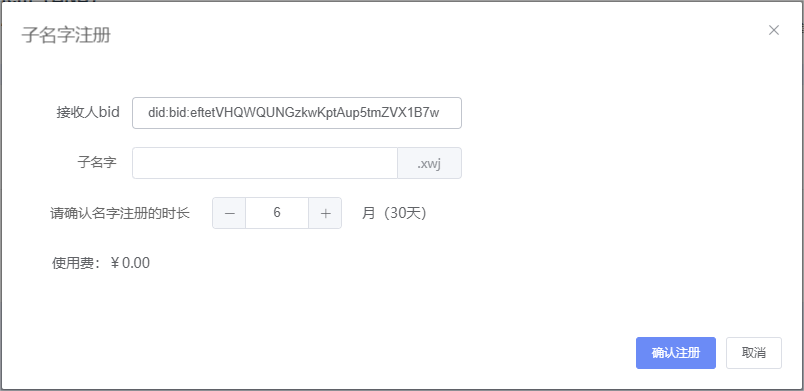 子名字注册
接收人bid did:bid:eftetVHQWQUNGzkwKptAup5tmZVX1B7w
子名字 .xwj
请确认名字注册的时长 － 6 ＋ 月（30天）
使用费：￥0.00
确认注册 取消